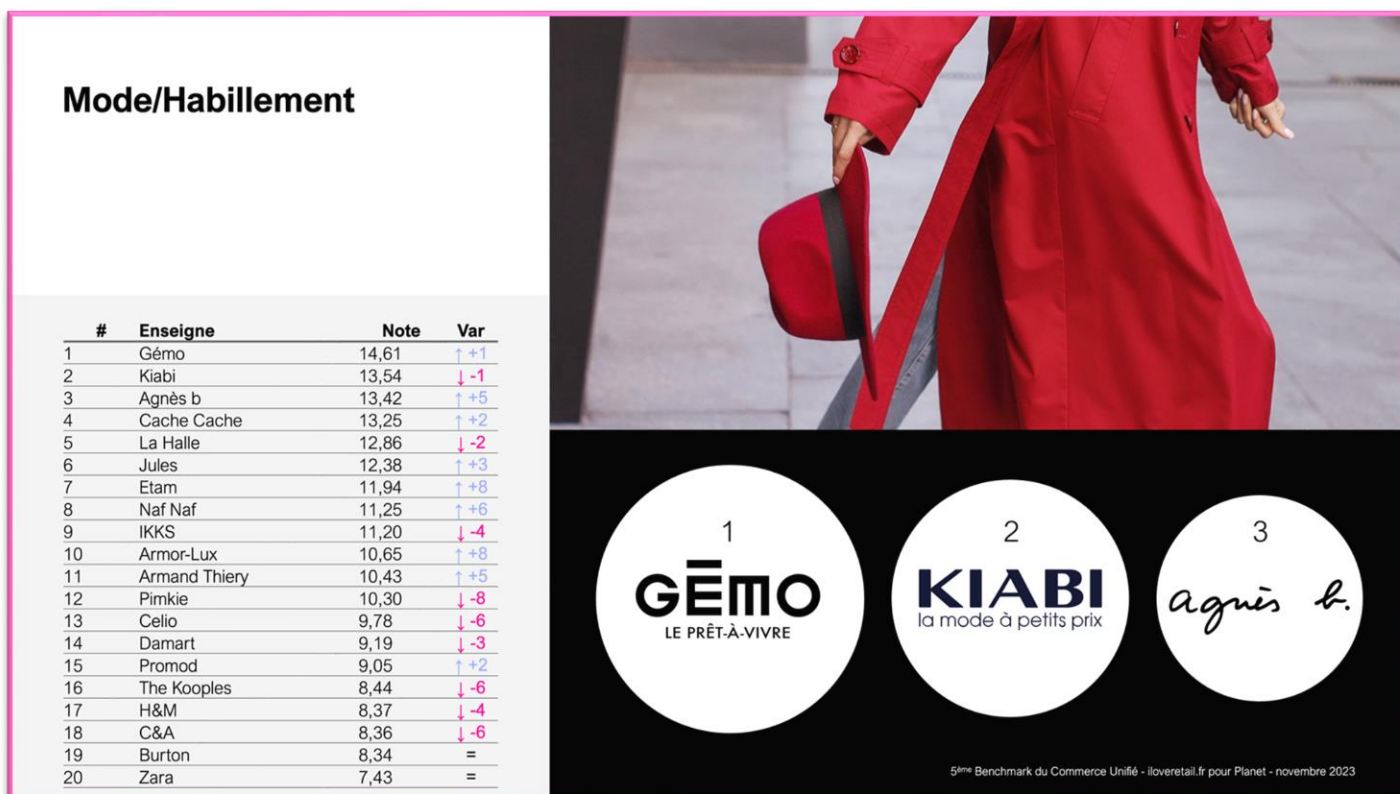 Mode/Habillement
# Enseigne Note Var
1 Gémo 14,61 ↑ +1
2 Kiabi 13,54 ↓ -1
3 Agnès b 13,42 ↑ +5
4 Cache Cache 13,25 ↑ +2
5 La Halle 12,86 ↓ -2
6 Jules 12,38 ↑ +3
7 Etam 11,94 ↑ +8
8 Naf Naf 11,25 ↑ +6
9 IKKS 11,20 ↓ -4
10 Armor-Lux 10,65 ↑ +8
11 Armand Thiery 10,43 ↑ +5
12 Pimkie 10,30 ↓ -8
13 Celio 9,78 ↓ -6
14 Damart 9,19 ↓ -3
15 Promod 9,05 ↑ +2
16 The Kooples 8,44 ↓ -6
17 H&M 8,37 ↓ -4
18 C&A 8,36 ↓ -6
19 Burton 8,34 =
20 Zara 7,43 =
1
GĒMO
LE PRÊT-À-VIVRE
2
KIABI
la mode à petits prix
3
agnès b.
5ème Benchmark du Commerce Unifié - iloveretail.fr pour Planet - novembre 2023